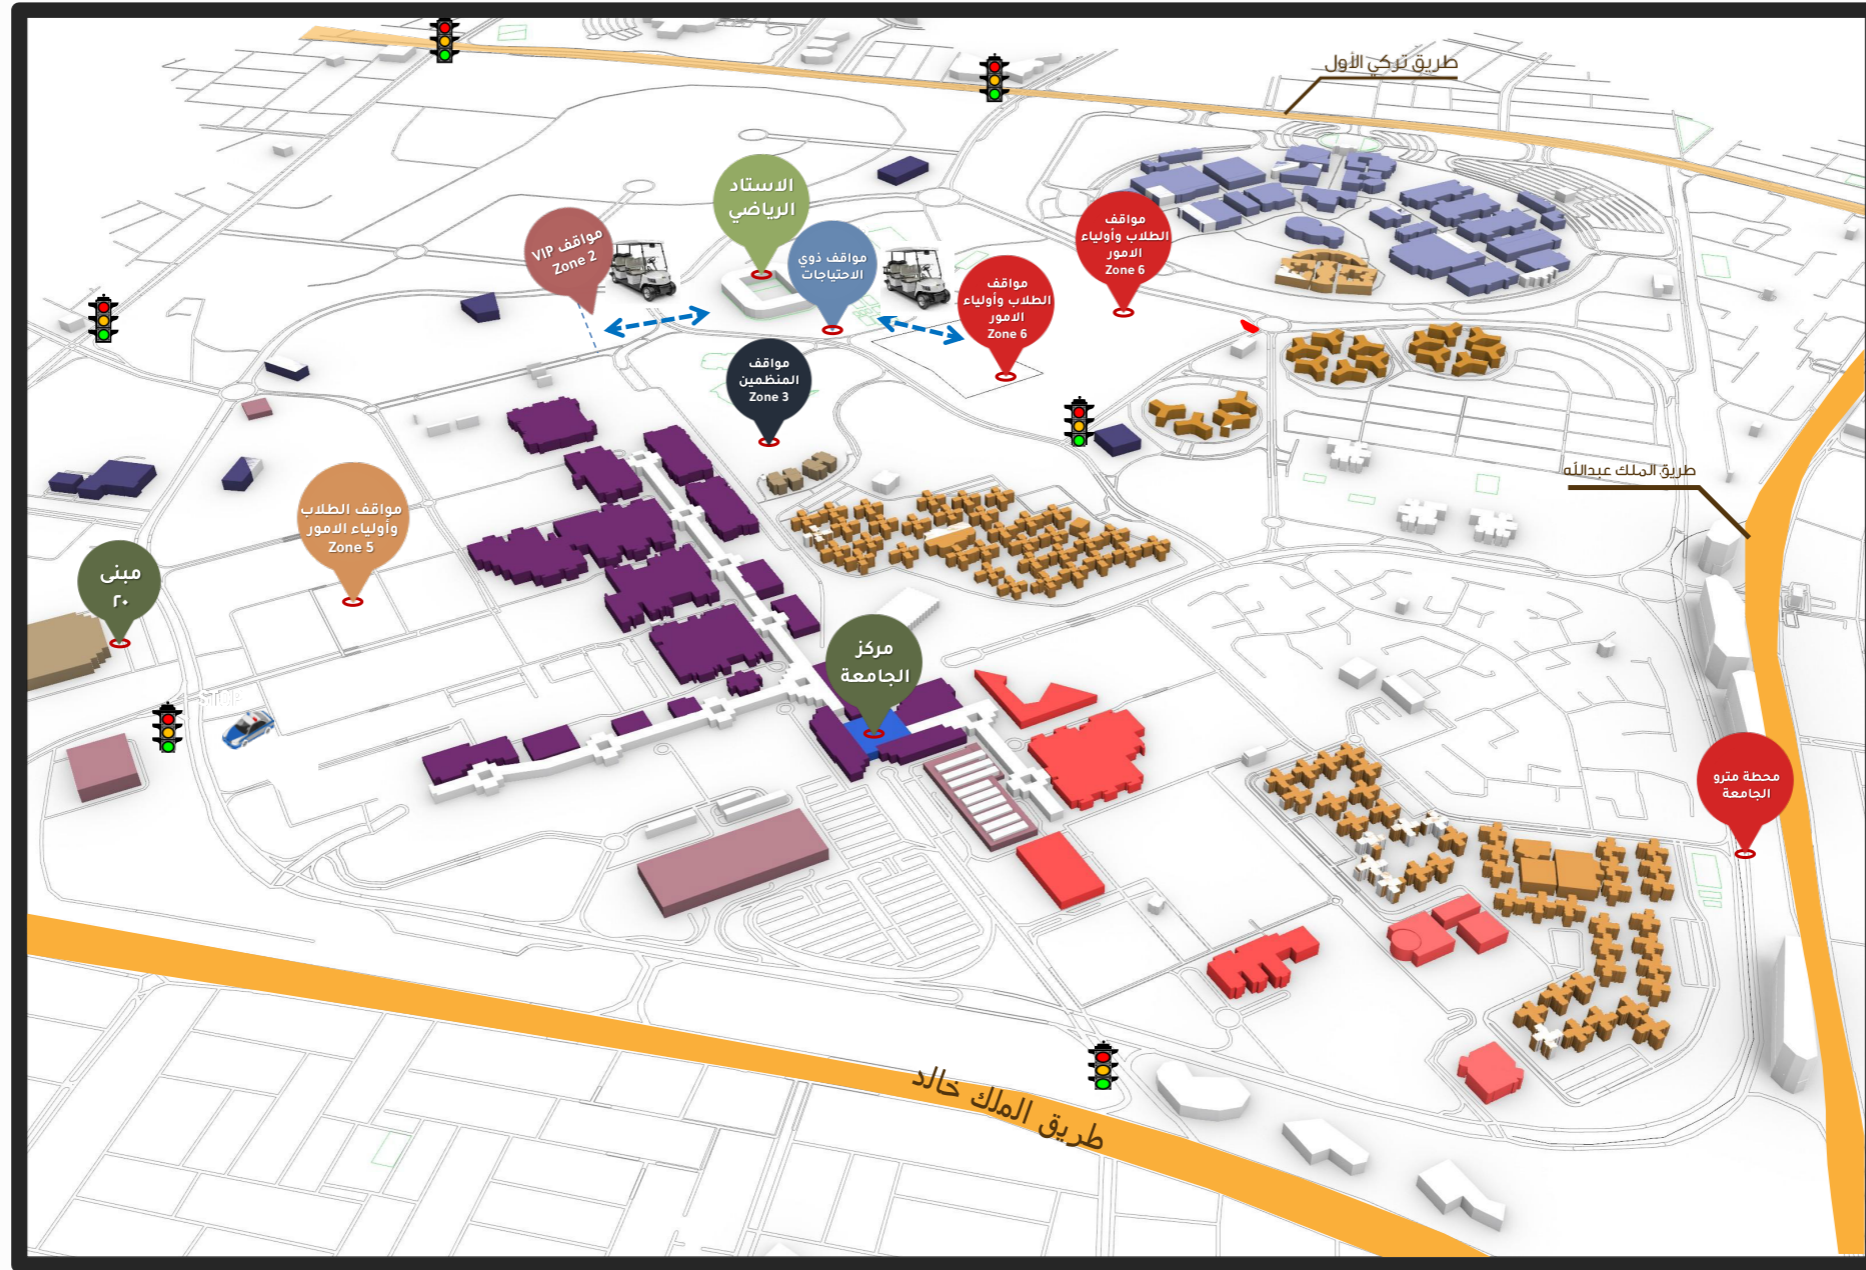 طريق تركي الأول
الاستاد
الرياضي
مواقف VIP
Zone 2
مواقف ذوي
الاحتياجات
مواقف
الطلاب وأولياء
الامور
Zone 6
مواقف
الطلاب وأولياء
الامور
Zone 6
مواقف
المنظمين
Zone 3
طريق الملك عبدالله
مواقف الطلاب
وأولياء الامور
Zone 5
مبنى
٢٠
مركز
الجامعة
محطة مترو
الجامعة
طريق الملك خالد